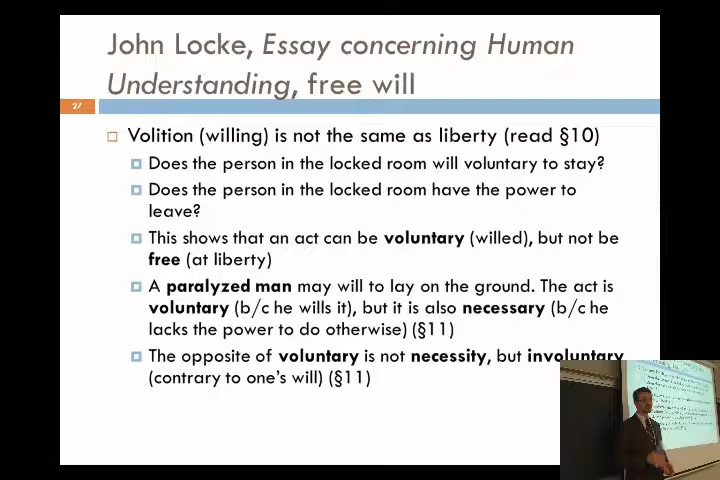 John Locke, Essay concerning Human
Understanding, free will
27
Volition (willing) is not the same as liberty (read §10)
Does the person in the locked room will voluntary to stay?
Does the person in the locked room have the power to
leave?
This shows that an act can be voluntary (willed), but not be
free (at liberty)
A paralyzed man may will to lay on the ground. The act is
voluntary (b/c he wills it), but it is also necessary (b/c he
lacks the power to do otherwise) (§11)
The opposite of voluntary is not necessity, but involuntary
(contrary to one's will) (§11)